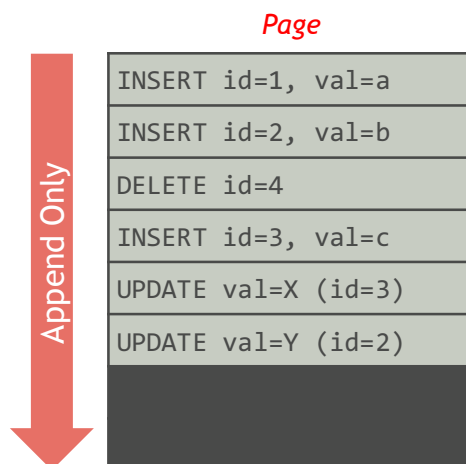 Page
INSERT id=1, val=a
INSERT id=2, val=b
DELETE id=4
INSERT id=3, val=c
UPDATE val=X (id=3)
UPDATE val=Y (id=2)
Append Only